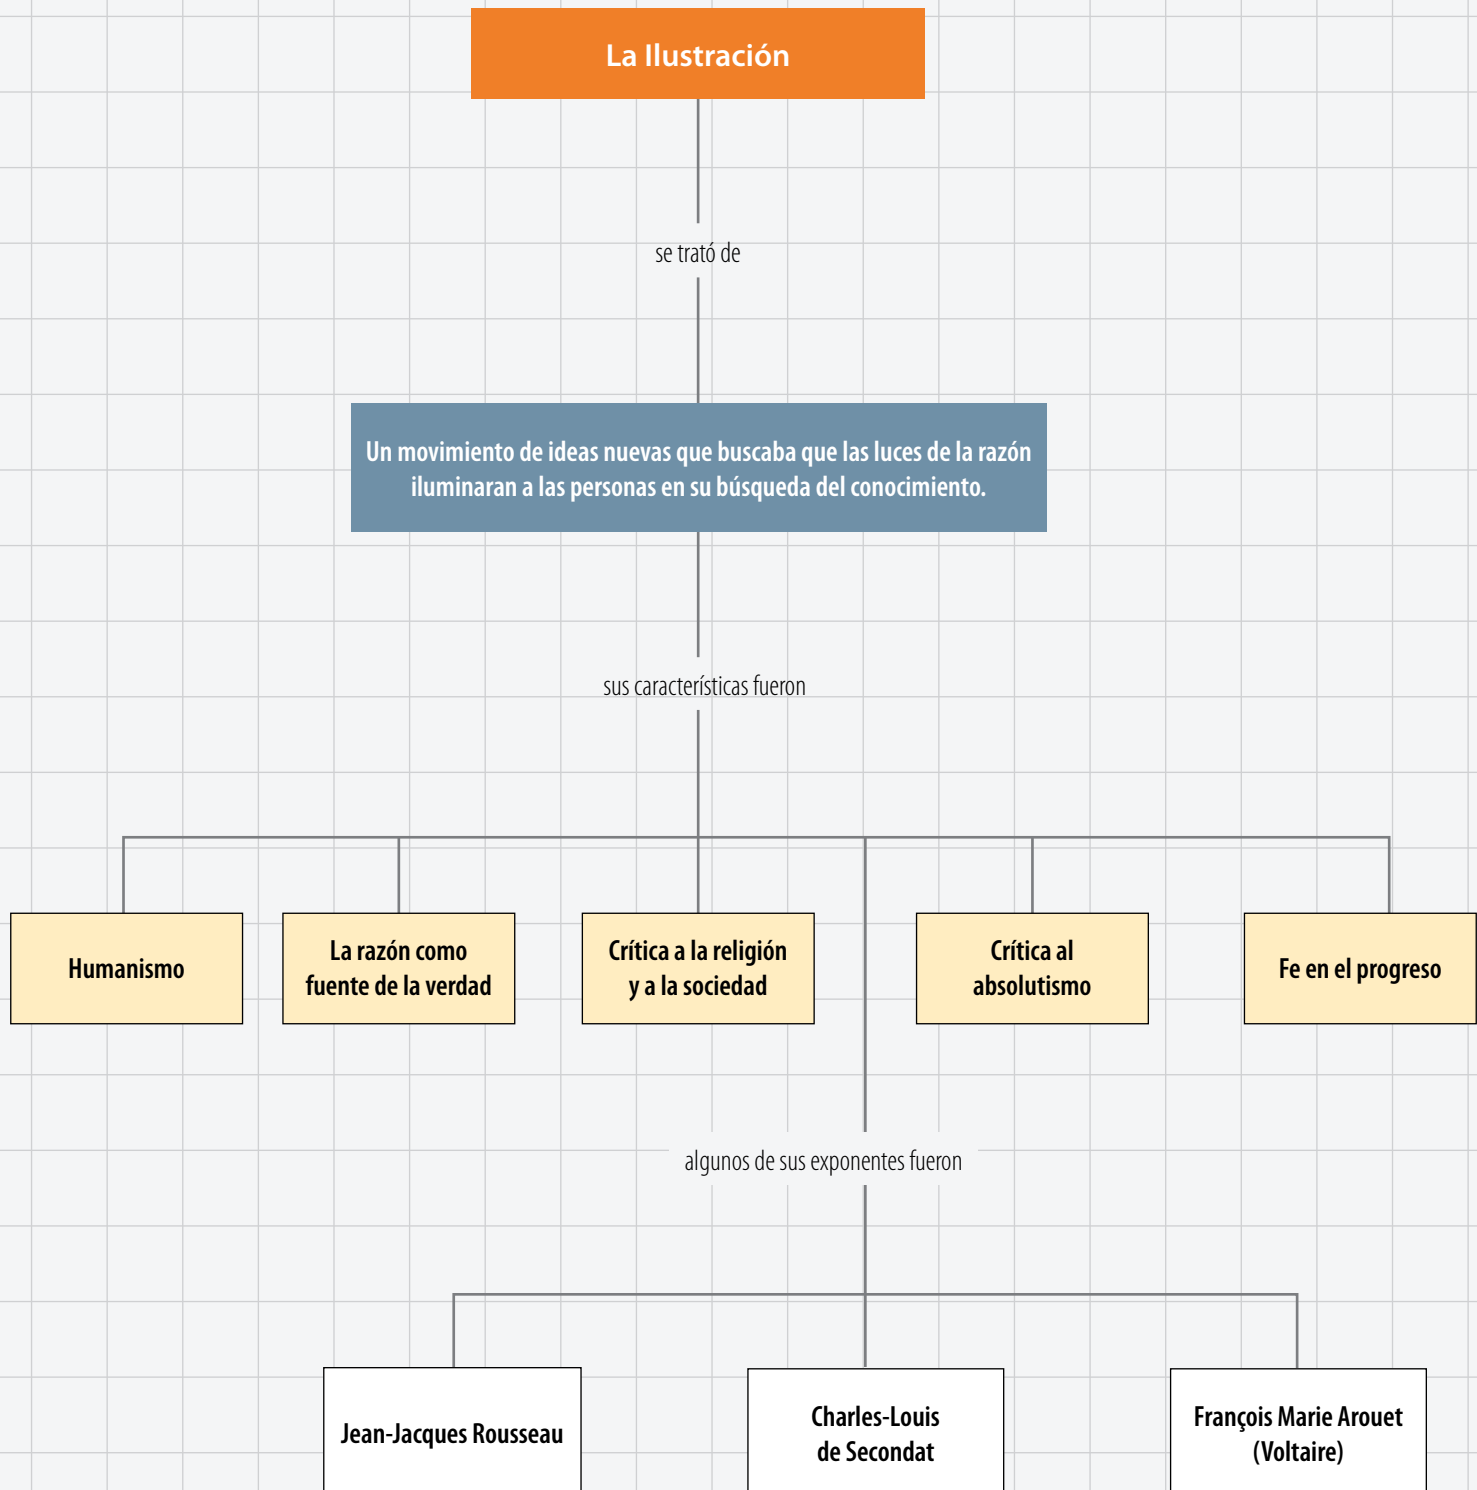 La Ilustración
se trató de
Un movimiento de ideas nuevas que buscaba que las luces de la razón
iluminaran a las personas en su búsqueda del conocimiento.
sus características fueron
Humanismo
La razón como
fuente de la verdad
Crítica a la religión
y a la sociedad
Crítica al
absolutismo
Fe en el progreso
algunos de sus exponentes fueron
Jean-Jacques Rousseau
Charles-Louis
de Secondat
François Marie Arouet
(Voltaire)